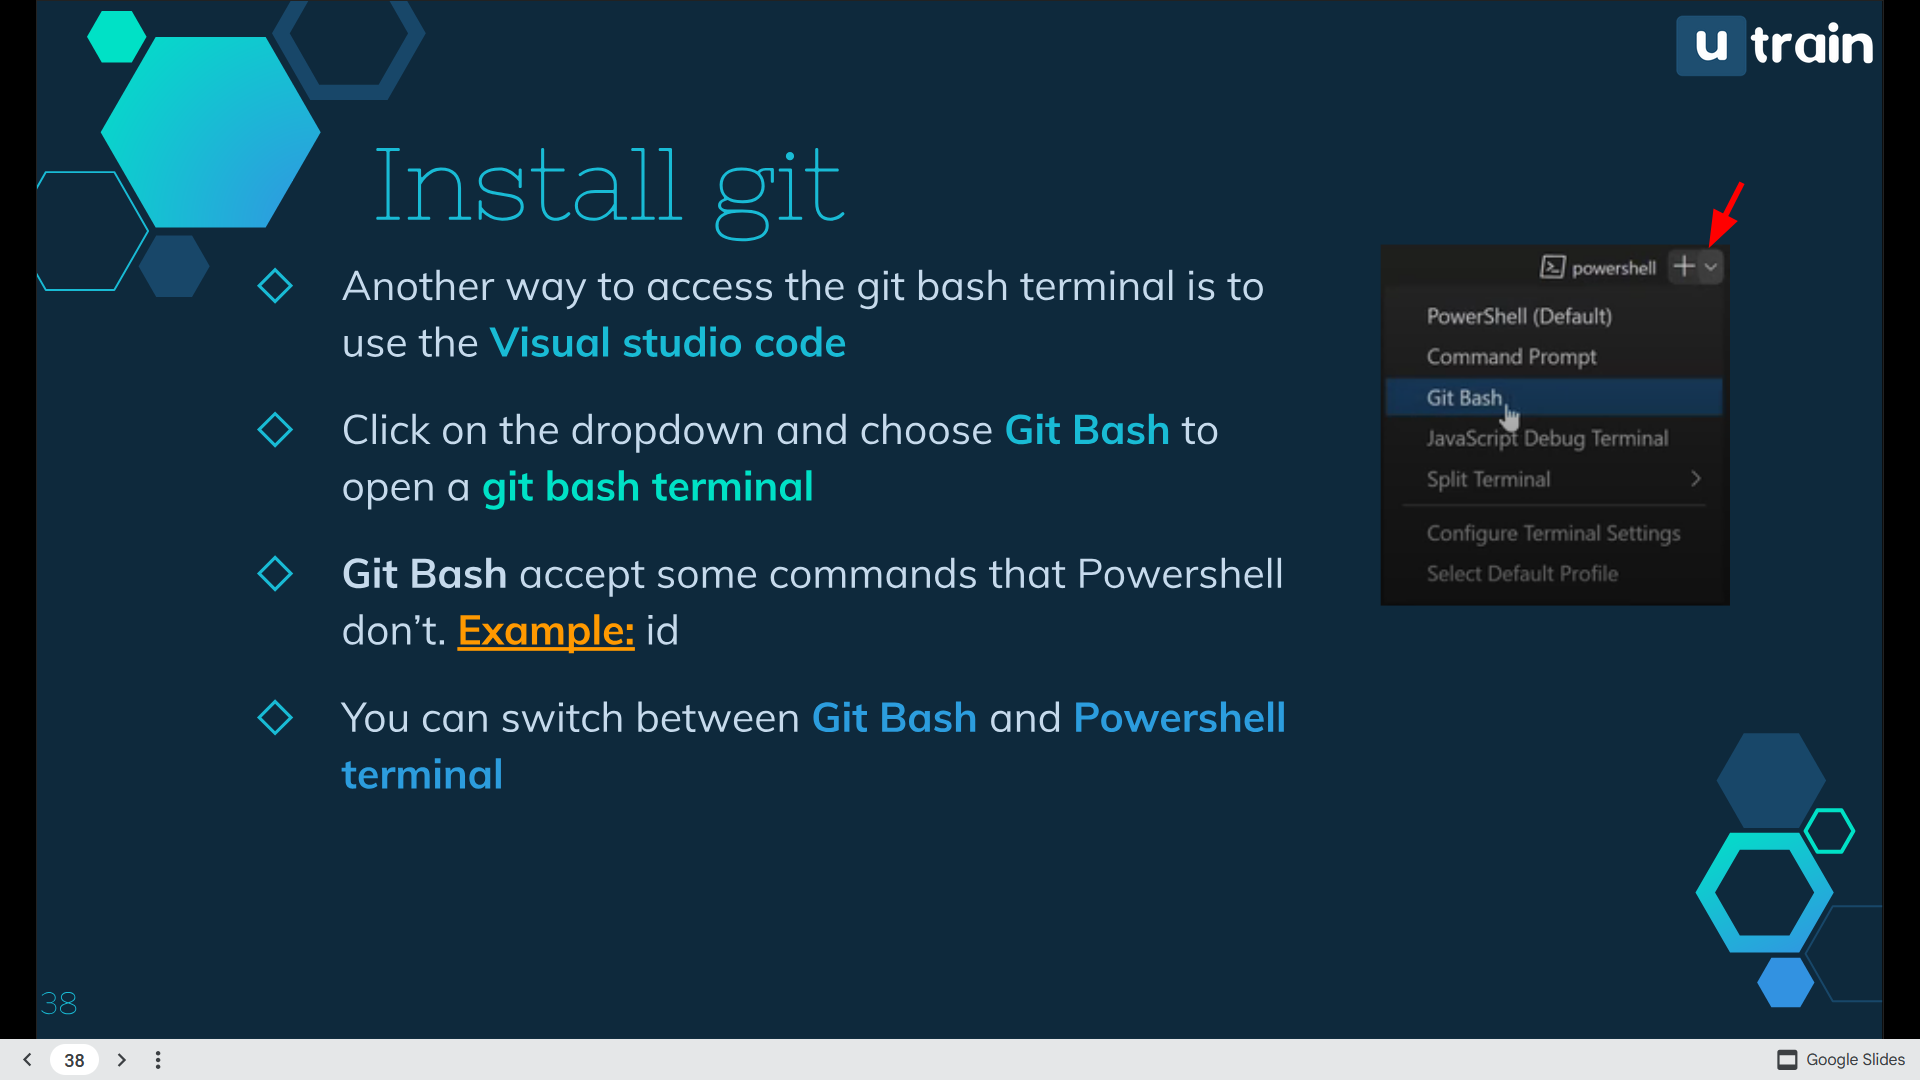 u train
Install git
Another way to access the git bash terminal is to
use the Visual studio code
Click on the dropdown and choose Git Bash to
open a git bash terminal
Git Bash accept some commands that Powershell
don’t. Example: id
You can switch between Git Bash and Powershell
terminal
powershell
PowerShell (Default)
Command Prompt
Git Bash
JavaScript Debug Terminal
Split Terminal
Configure Terminal Settings
Select Default Profile
38
38
Google Slides